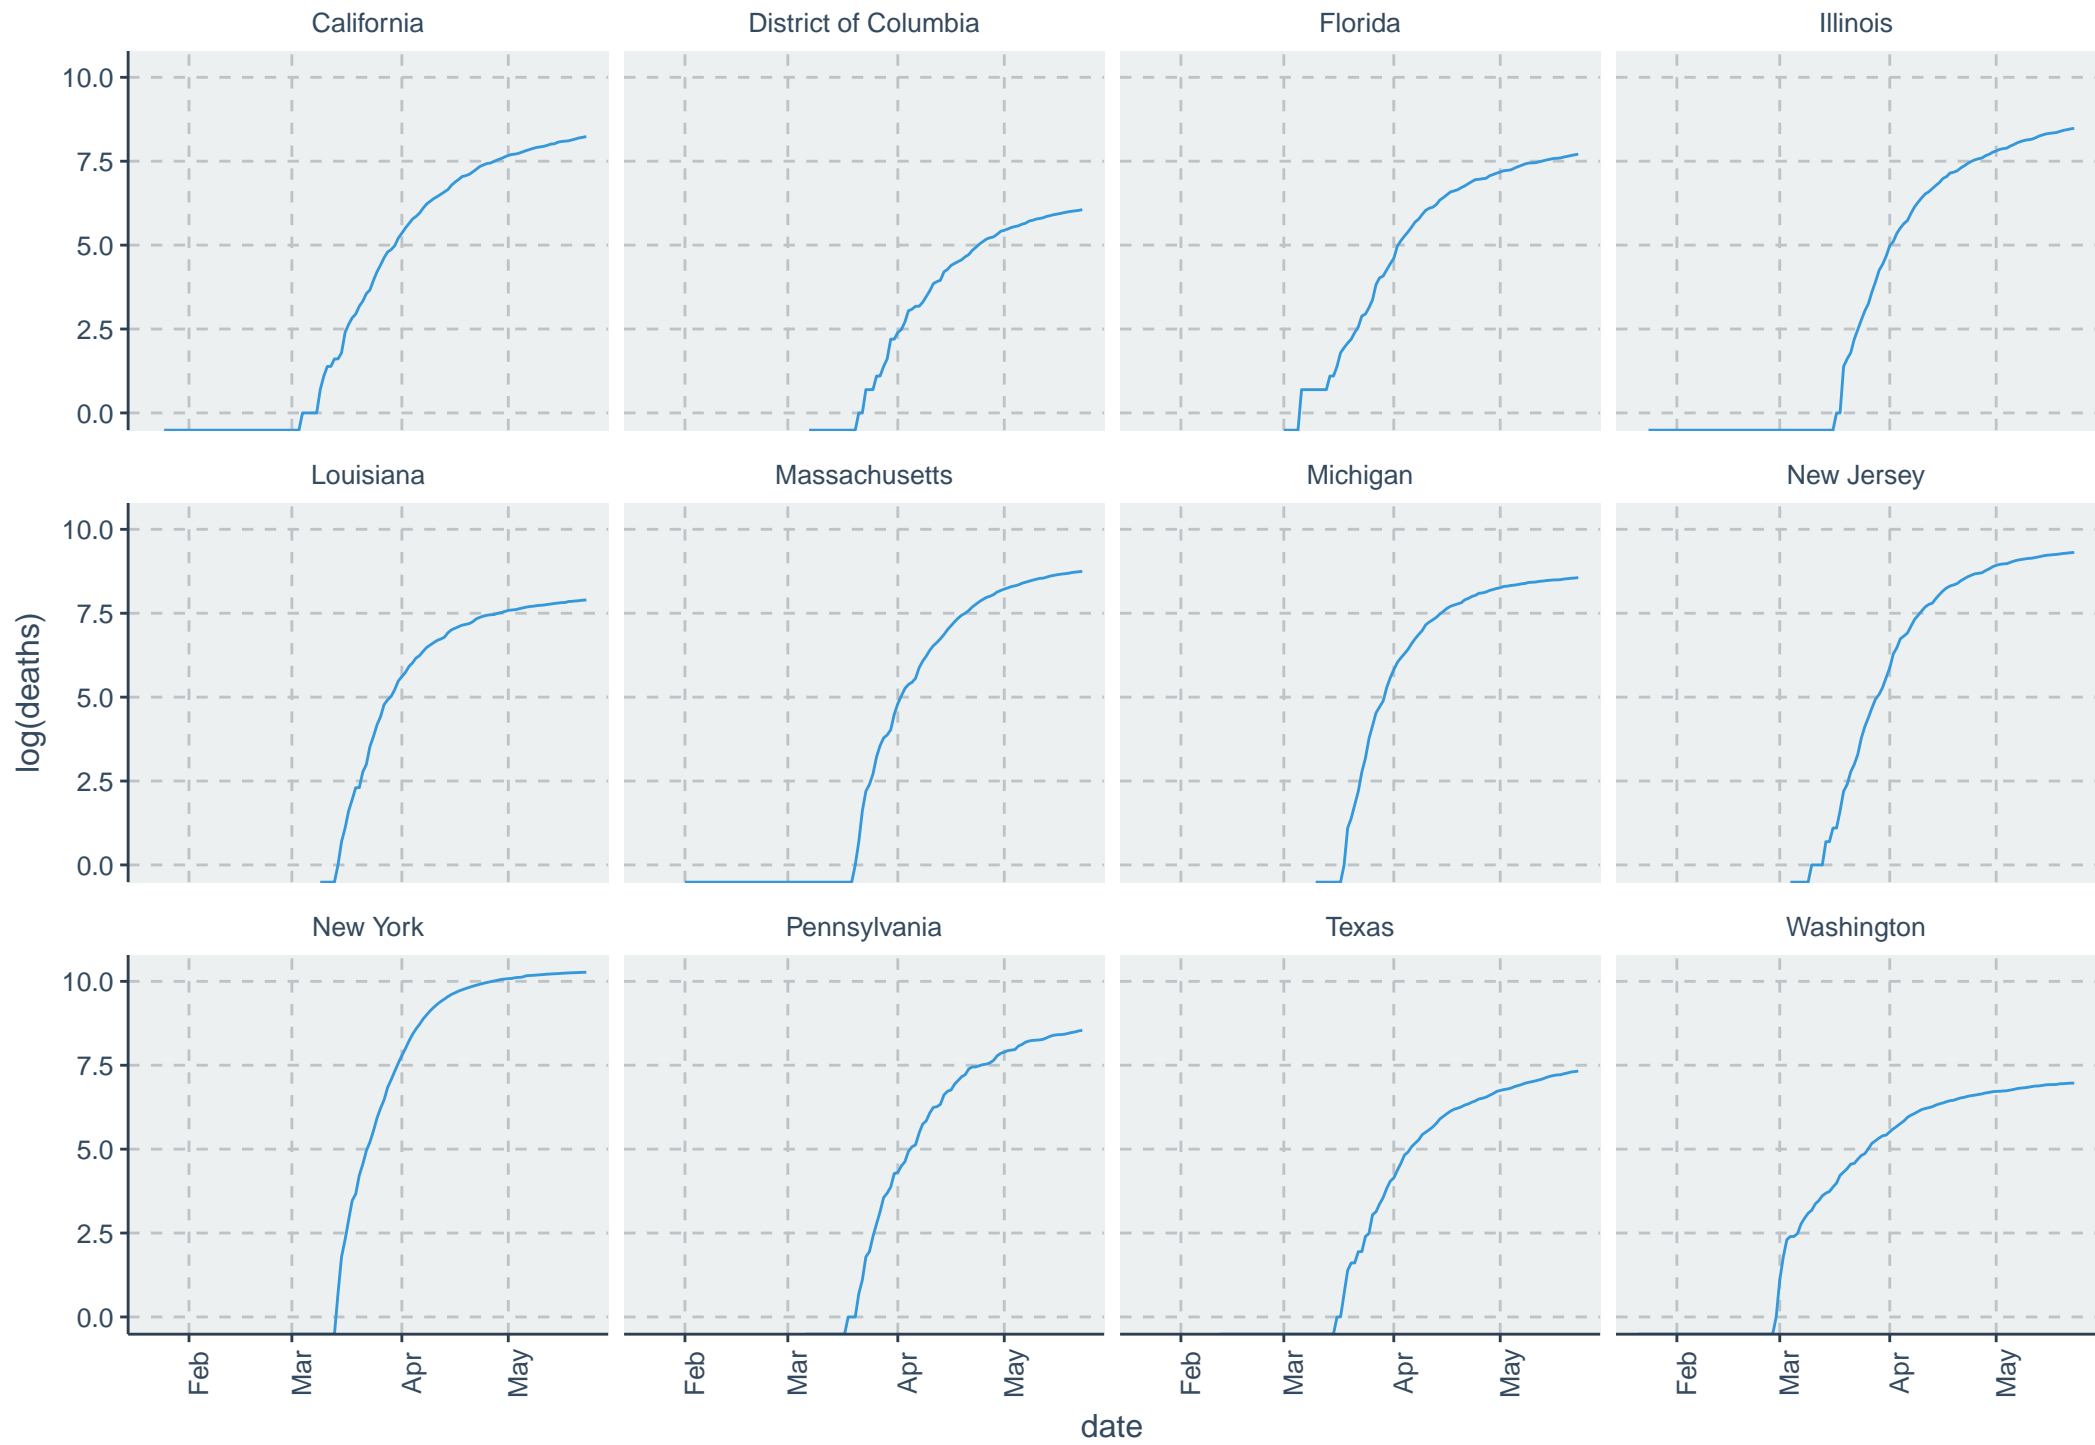 California District of Columbia Florida Illinois
10.0
7.5
5.0
2.5
0.0
Louisiana Massachusetts Michigan New Jersey
10.0
7.5
5.0
2.5
0.0
log(deaths)
New York Pennsylvania Texas Washington
10.0
7.5
5.0
2.5
0.0
Feb Mar Apr May Feb Mar Apr May Feb Mar Apr May Feb Mar Apr May
date